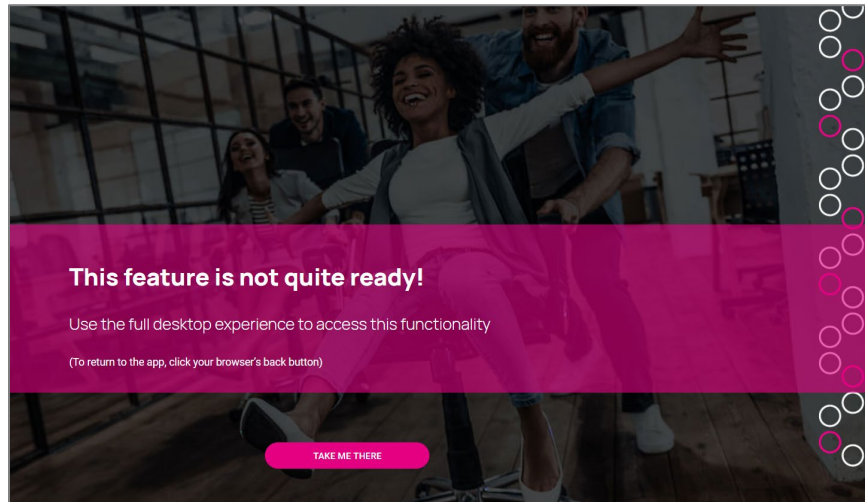 This feature is not quite ready!
Use the full desktop experience to access this functionality
(To return to the app, click your browser's back button)
TAKE ME THERE